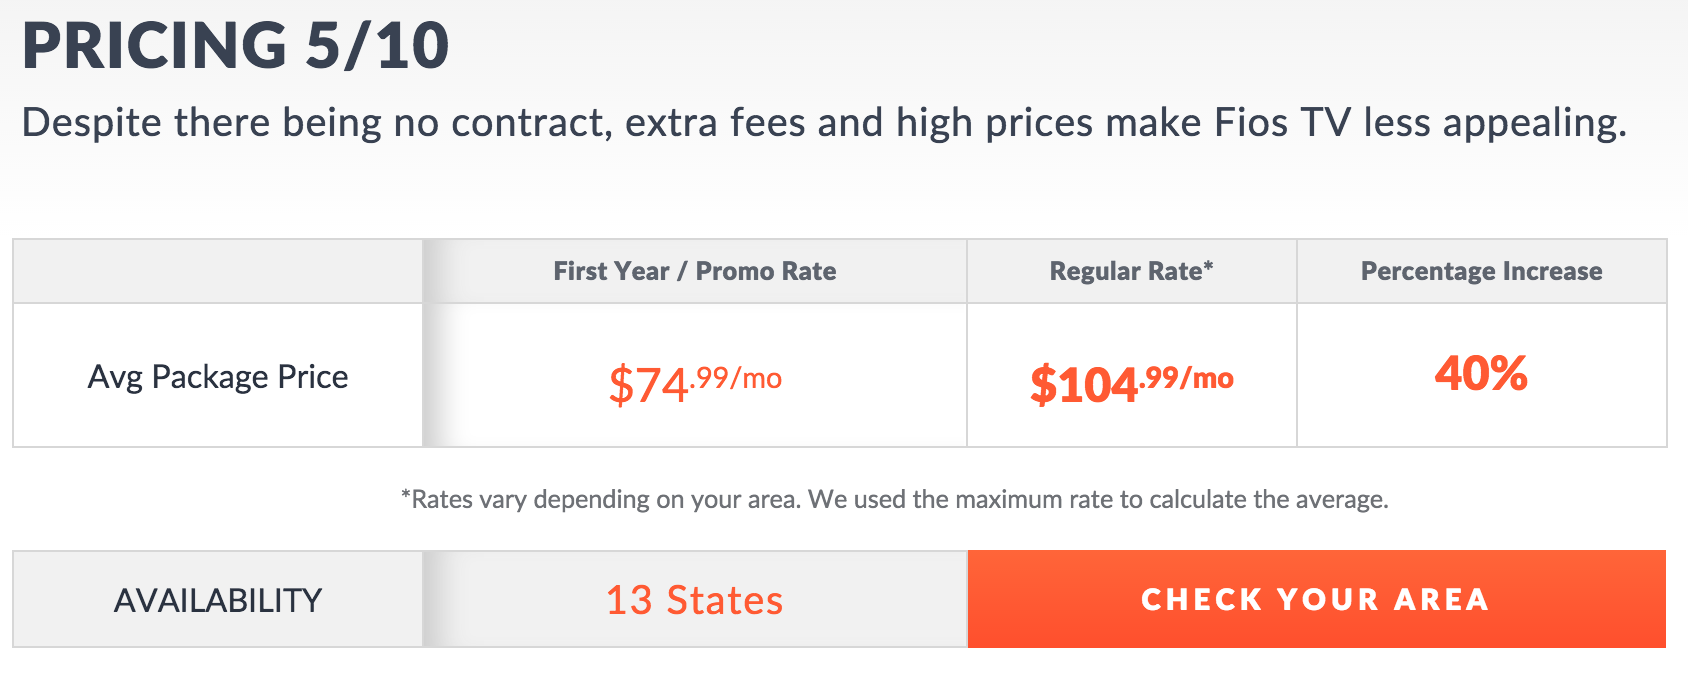 PRICING 5/10
Despite there being no contract, extra fees and high prices make Fios TV less appealing.
First Year / Promo Rate Regular Rate* Percentage Increase
Avg Package Price $74.99/mo $104.99/mo 40%
*Rates vary depending on your area. We used the maximum rate to calculate the average.
AVAILABILITY 13 States CHECK YOUR AREA